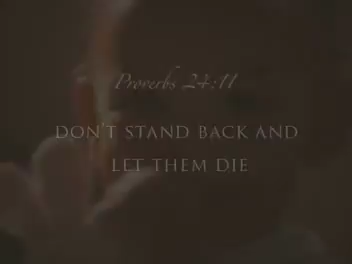 Proverbs 24:11
DON'T STAND BACK AND
LET THEM DIE